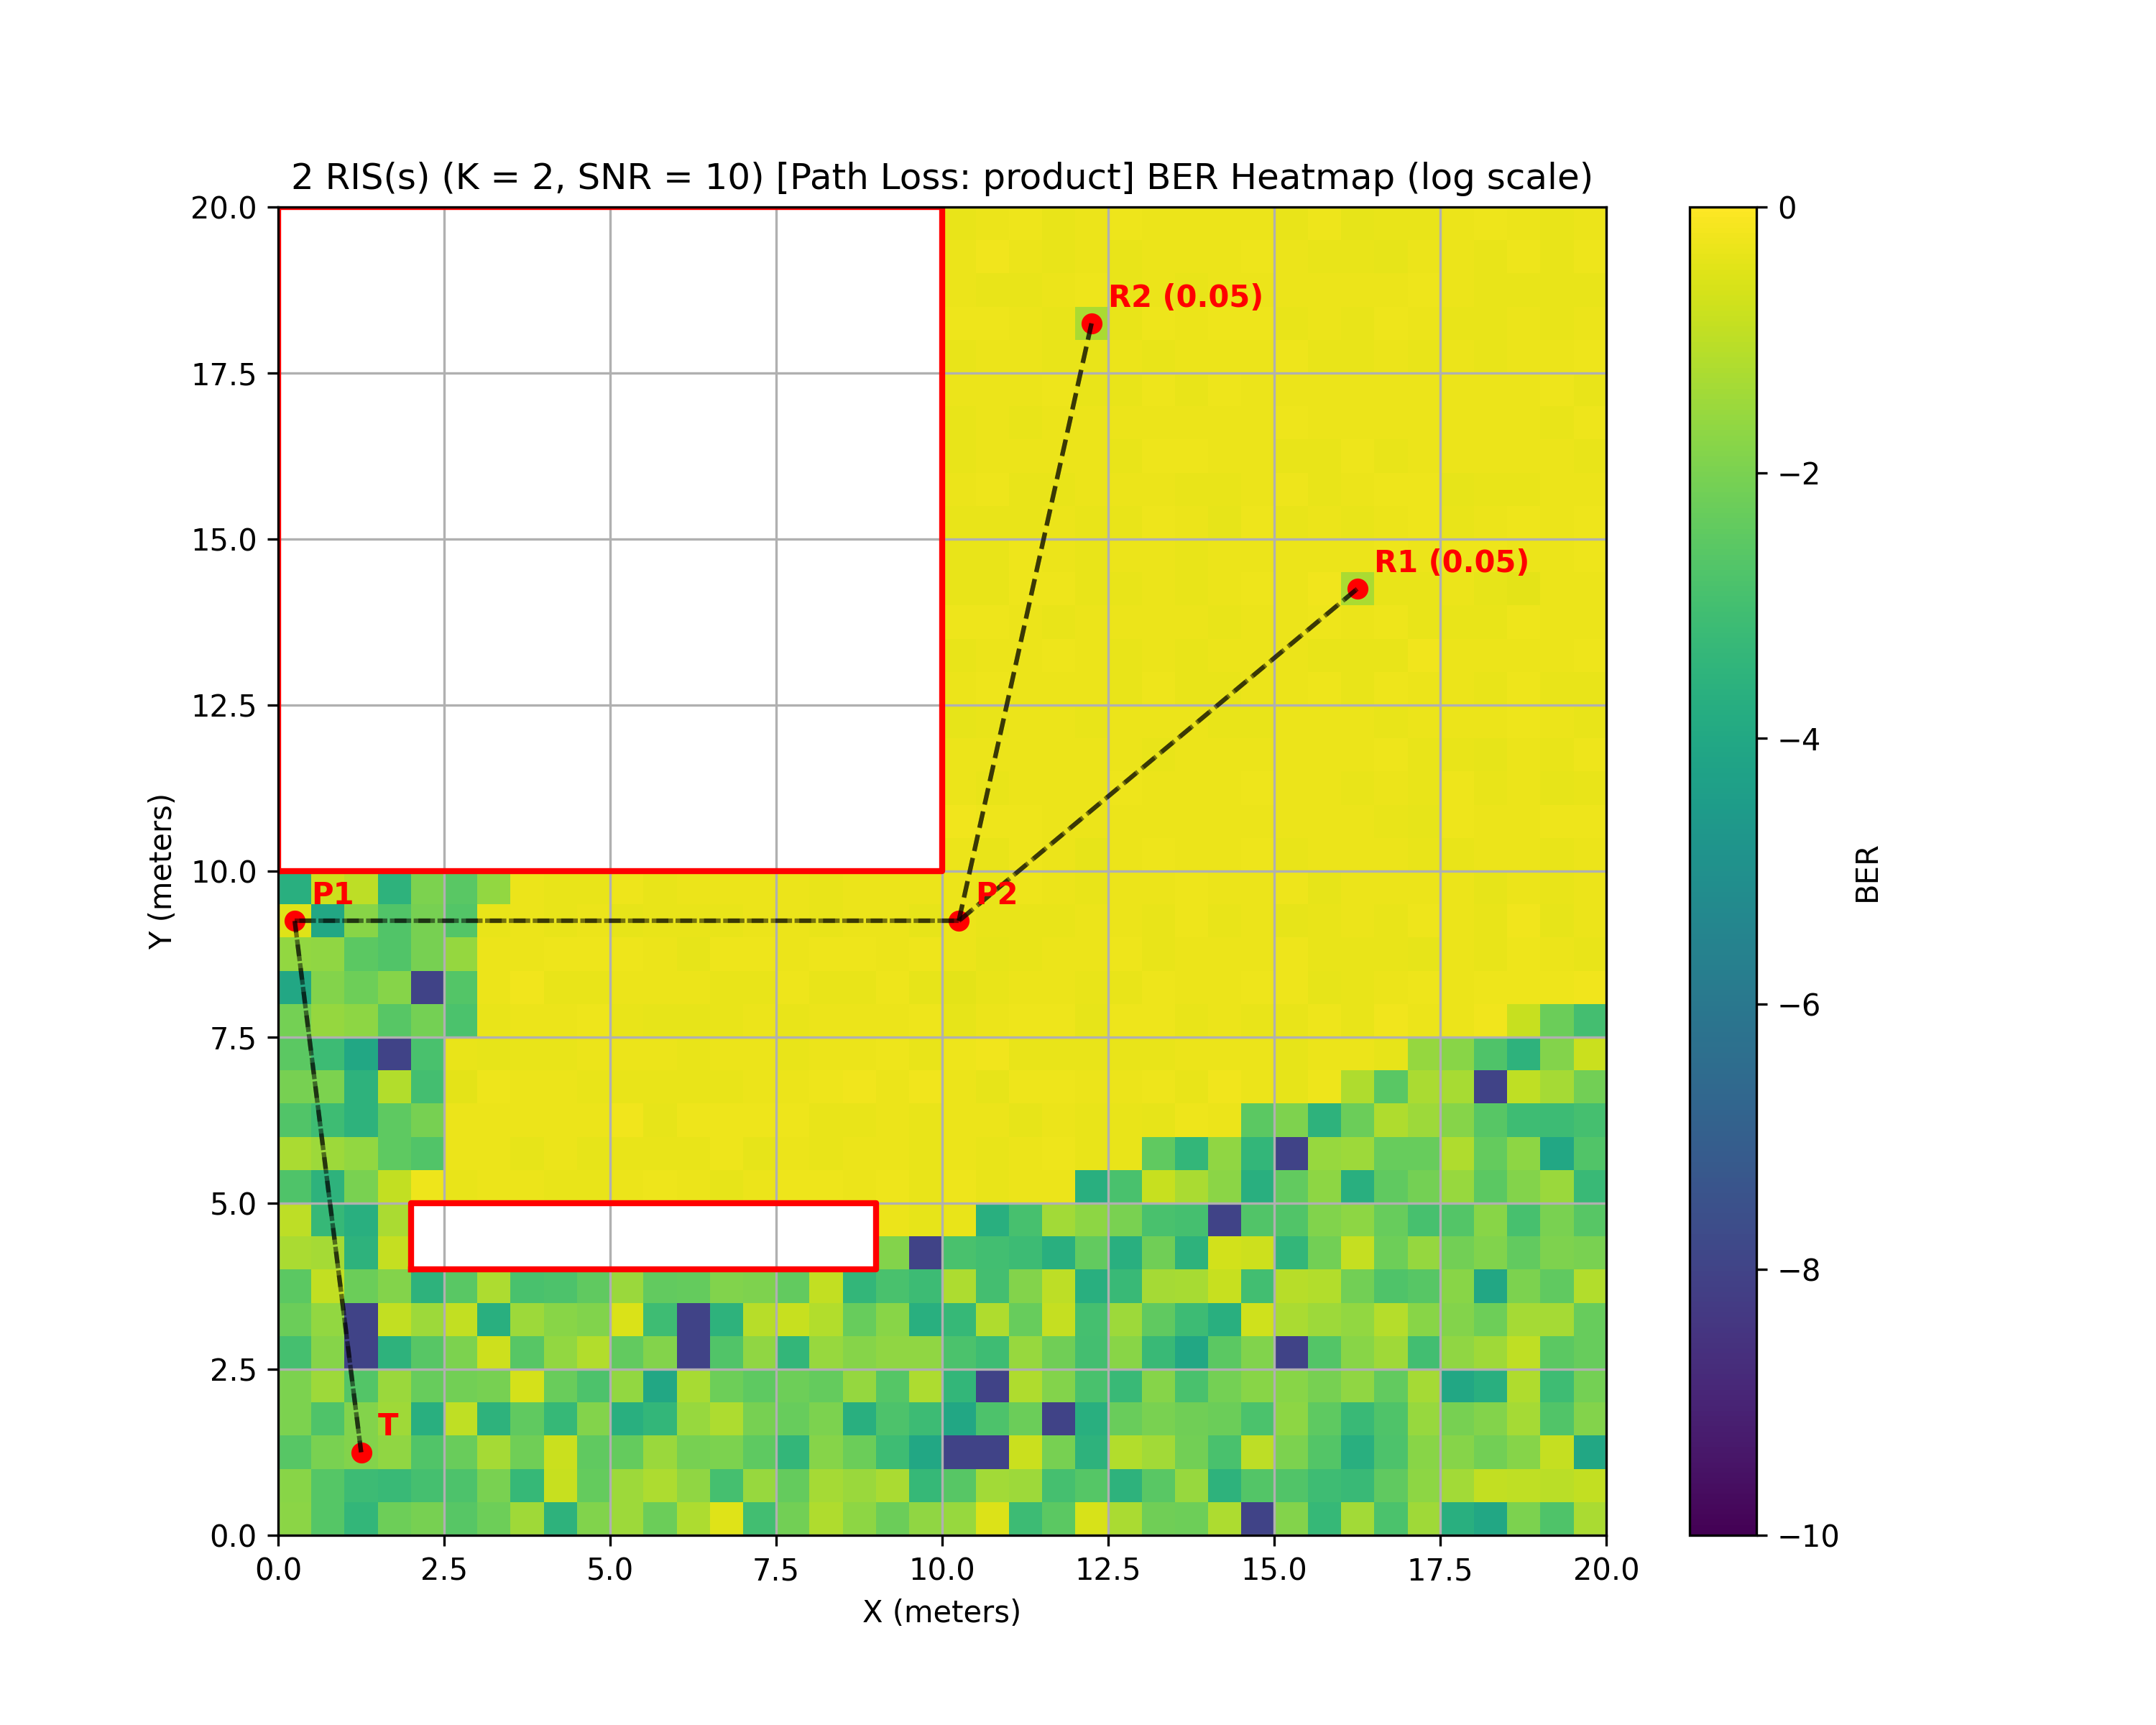 2 RIS(s) (K = 2, SNR = 10) [Path Loss: product] BER Heatmap (log scale)
20.0
17.5
15.0
12.5
10.0
7.5
5.0
2.5
0.0
Y (meters)
R2 (0.05)
R1 (0.05)
P1
P2
T
0.0 2.5 5.0 7.5 10.0 12.5 15.0 17.5 20.0
X (meters)
0
−2
−4
−6
−8
−10
BER